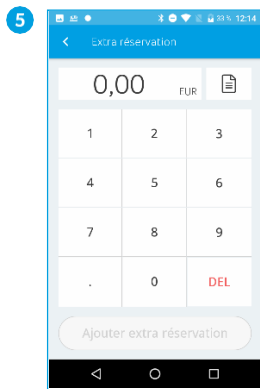 5
33 % 12:14
Extra réservation
0,00 EUR
1 2 3
4 5 6
7 8 9
. 0 DEL
Ajouter extra réservation